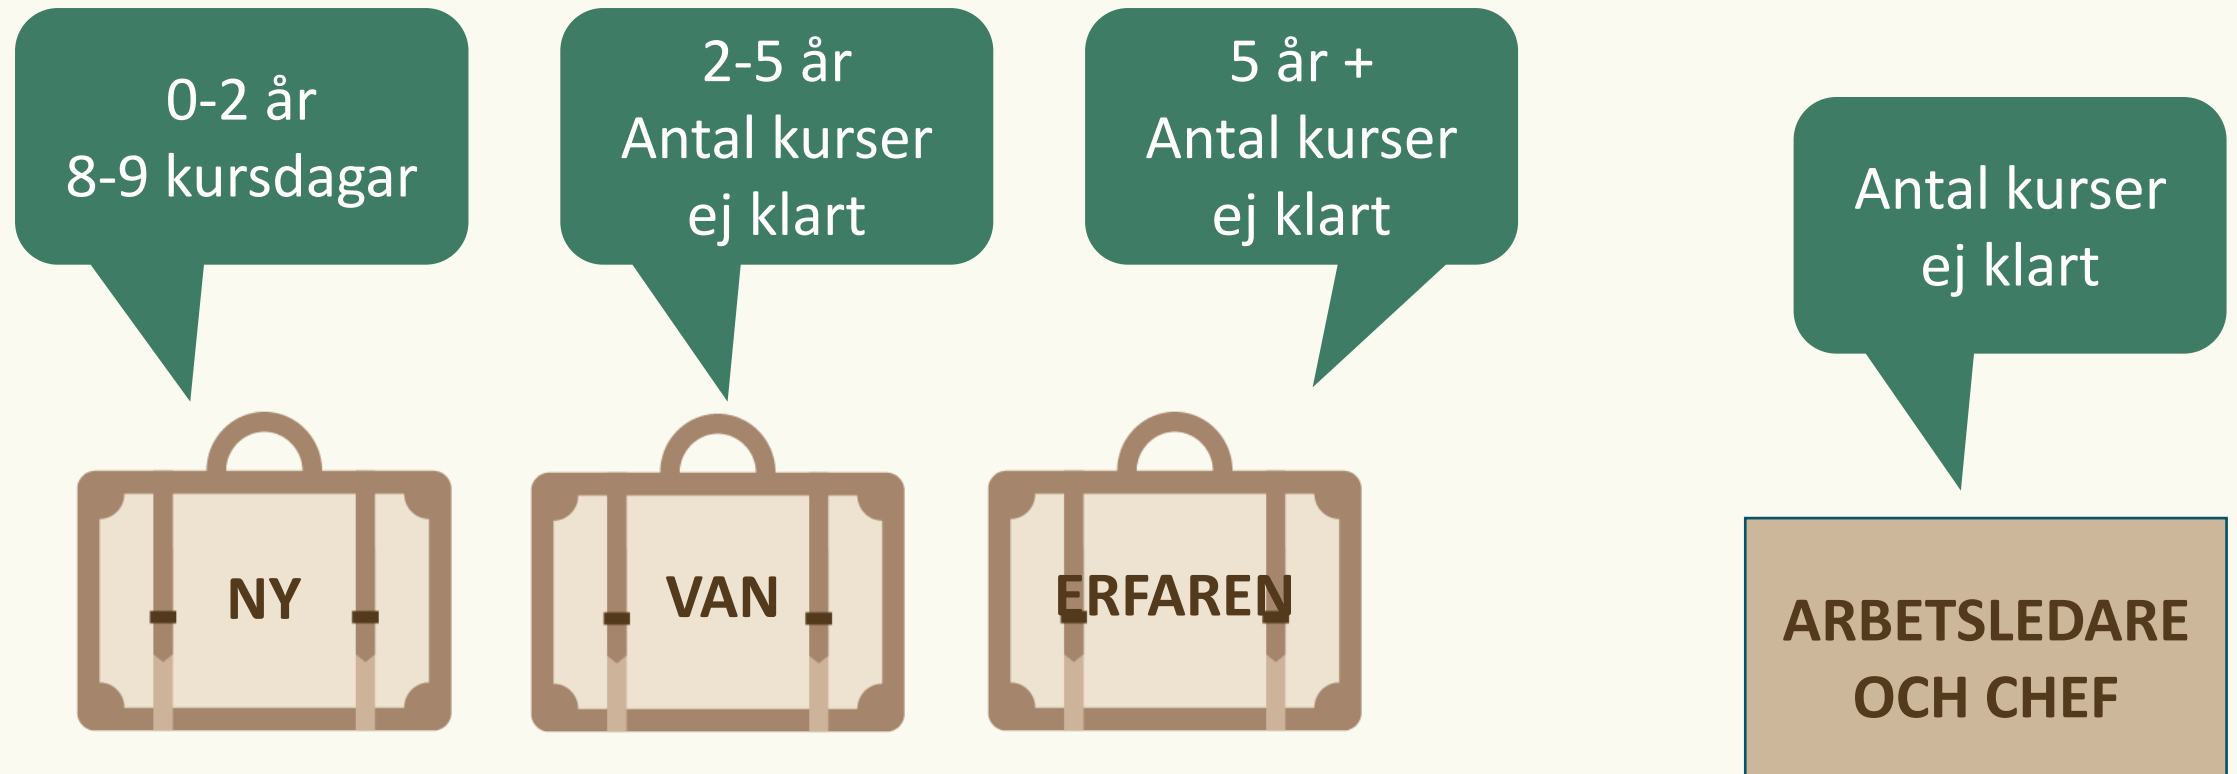 0-2 år
8-9 kursdagar
2-5 år
Antal kurser
ej klart
5 år +
Antal kurser
ej klart
Antal kurser
ej klart
NY
VAN
ERFAREN
ARBETSLEDARE
OCH CHEF